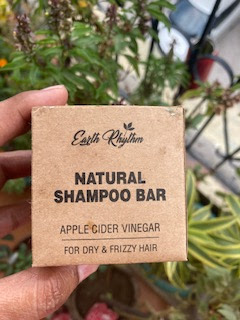 Earth Rhythm
NATURAL
SHAMPOO BAR
APPLE CIDER VINEGAR
FOR DRY & FRIZZY HAIR